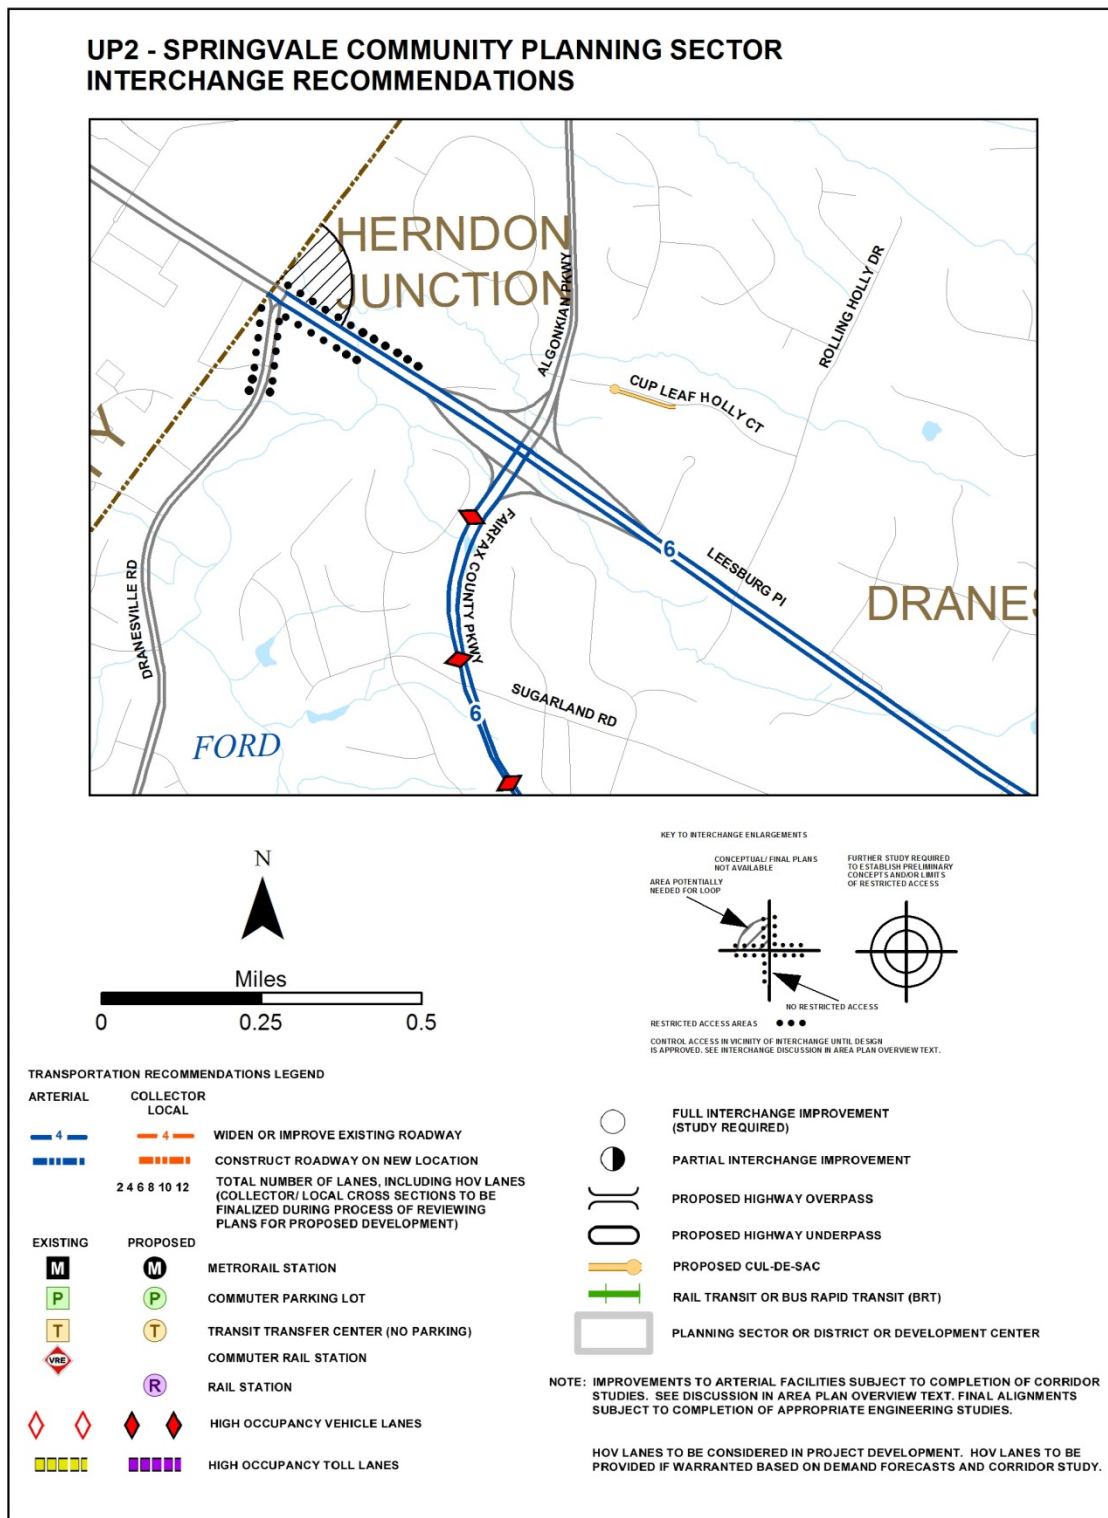 UP2 - SPRINGVALE COMMUNITY PLANNING SECTOR
INTERCHANGE RECOMMENDATIONS
HERNDON
JUNCTION
ALGONKIAN PKWY
ROLLING HOLLY DR
CUP LEAF HOLLY CT
Y
DRANESVILLE RD
FAIRFAX COUNTY PKWY
6
LEESBURG PI
DRANES
SUGARLAND RD
6
FORD
KEY TO INTERCHANGE ENLARGEMENTS
CONCEPTUAL/ FINAL PLANS
NOT AVAILABLE
FURTHER STUDY REQUIRED
TO ESTABLISH PRELIMINARY
CONCEPTS AND/OR LIMITS
OF RESTRICTED ACCESS
AREA POTENTIALLY
NEEDED FOR LOOP
NO RESTRICTED ACCESS
RESTRICTED ACCESS AREAS
CONTROL ACCESS IN VICINITY OF INTERCHANGE UNTIL DESIGN
IS APPROVED. SEE INTERCHANGE DISCUSSION IN AREA PLAN OVERVIEW TEXT.
N
Miles
0 0.25 0.5
TRANSPORTATION RECOMMENDATIONS LEGEND
ARTERIAL COLLECTOR
LOCAL
4 4 WIDEN OR IMPROVE EXISTING ROADWAY
CONSTRUCT ROADWAY ON NEW LOCATION
2 4 6 8 10 12 TOTAL NUMBER OF LANES, INCLUDING HOV LANES
(COLLECTOR/ LOCAL CROSS SECTIONS TO BE
FINALIZED DURING PROCESS OF REVIEWING
PLANS FOR PROPOSED DEVELOPMENT)
EXISTING PROPOSED
M M METRORAIL STATION
P P COMMUTER PARKING LOT
T T TRANSIT TRANSFER CENTER (NO PARKING)
VRE COMMUTER RAIL STATION
R RAIL STATION
HIGH OCCUPANCY VEHICLE LANES
HIGH OCCUPANCY TOLL LANES
FULL INTERCHANGE IMPROVEMENT
(STUDY REQUIRED)
PARTIAL INTERCHANGE IMPROVEMENT
PROPOSED HIGHWAY OVERPASS
PROPOSED HIGHWAY UNDERPASS
PROPOSED CUL-DE-SAC
RAIL TRANSIT OR BUS RAPID TRANSIT (BRT)
PLANNING SECTOR OR DISTRICT OR DEVELOPMENT CENTER
NOTE: IMPROVEMENTS TO ARTERIAL FACILITIES SUBJECT TO COMPLETION OF CORRIDOR
STUDIES. SEE DISCUSSION IN AREA PLAN OVERVIEW TEXT. FINAL ALIGNMENTS
SUBJECT TO COMPLETION OF APPROPRIATE ENGINEERING STUDIES.
HOV LANES TO BE CONSIDERED IN PROJECT DEVELOPMENT. HOV LANES TO BE
PROVIDED IF WARRANTED BASED ON DEMAND FORECASTS AND CORRIDOR STUDY.